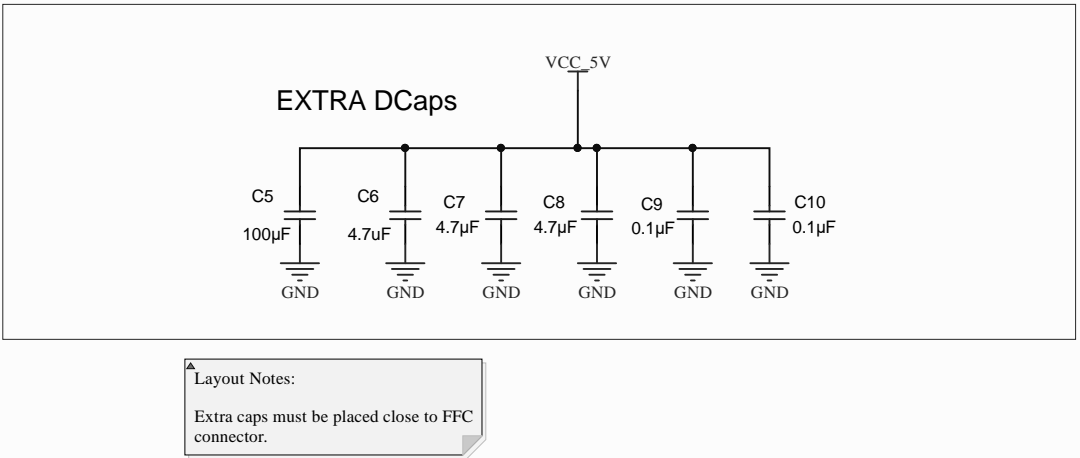 VCC_5V
EXTRA DCaps
C5
100µF
C6
4.7uF
C7
4.7µF
C8
4.7µF
C9
0.1µF
C10
0.1µF
GND
GND
GND
GND
GND
GND
Layout Notes:
Extra caps must be placed close to FFC
connector.